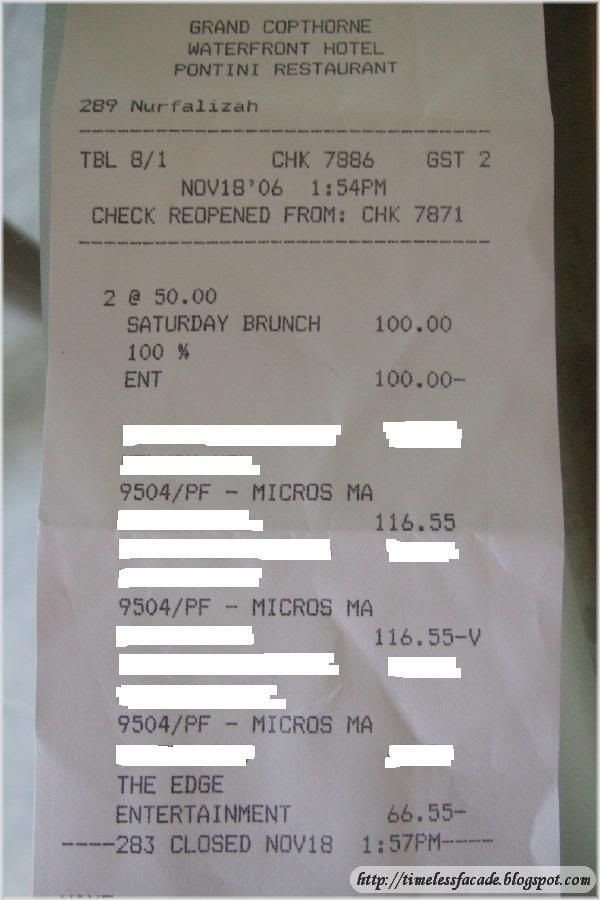 GRAND COPTHORNE
WATERFRONT HOTEL
PONTINI RESTAURANT
289 Nurfalizah
TBL 8/1 CHK 7886 GST 2
NOV18'06 1:54PM
CHECK REOPENED FROM: CHK 7871
2 @ 50.00
SATURDAY BRUNCH 100.00
100 %
ENT 100.00-
9504/PF - MICROS MA
116.55
9504/PF - MICROS MA
116.55-V
9504/PF - MICROS MA
THE EDGE
ENTERTAINMENT 66.55-
----283 CLOSED NOV18 1:57PM----
http://timelessfacade.blogspot.com